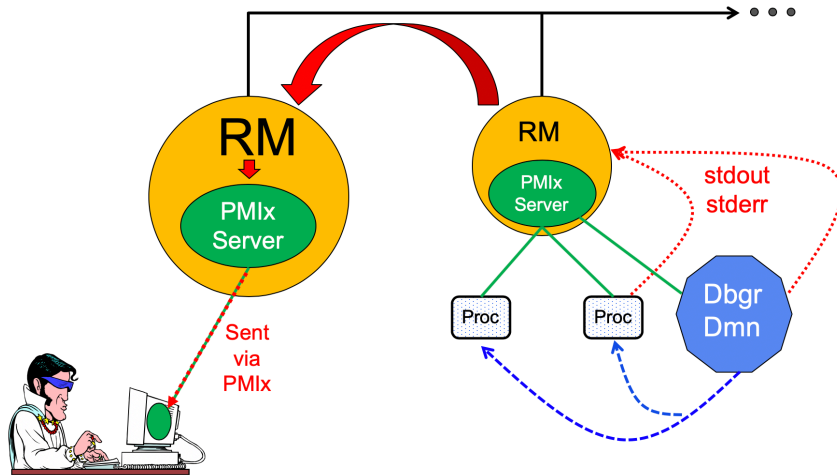 RM
PMIx
Server
Sent
via
PMIx
RM
PMIx
Server
stdout
stderr
Proc
Proc
Dbgr
Dmn